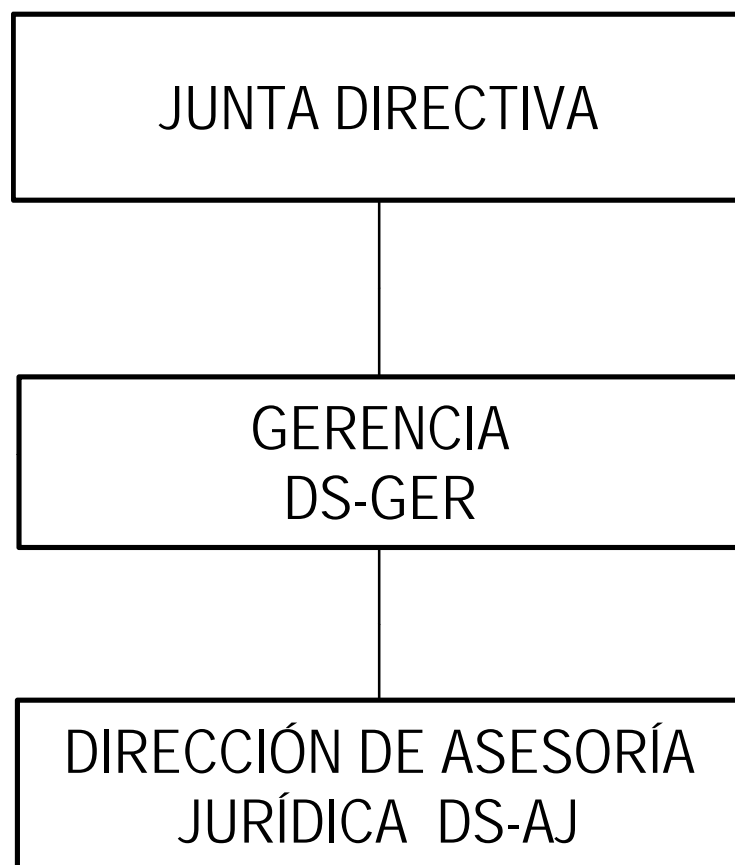 JUNTA DIRECTIVA
GERENCIA
DS-GER
DIRECCIÓN DE ASESORÍA
JURÍDICA DS-AJ